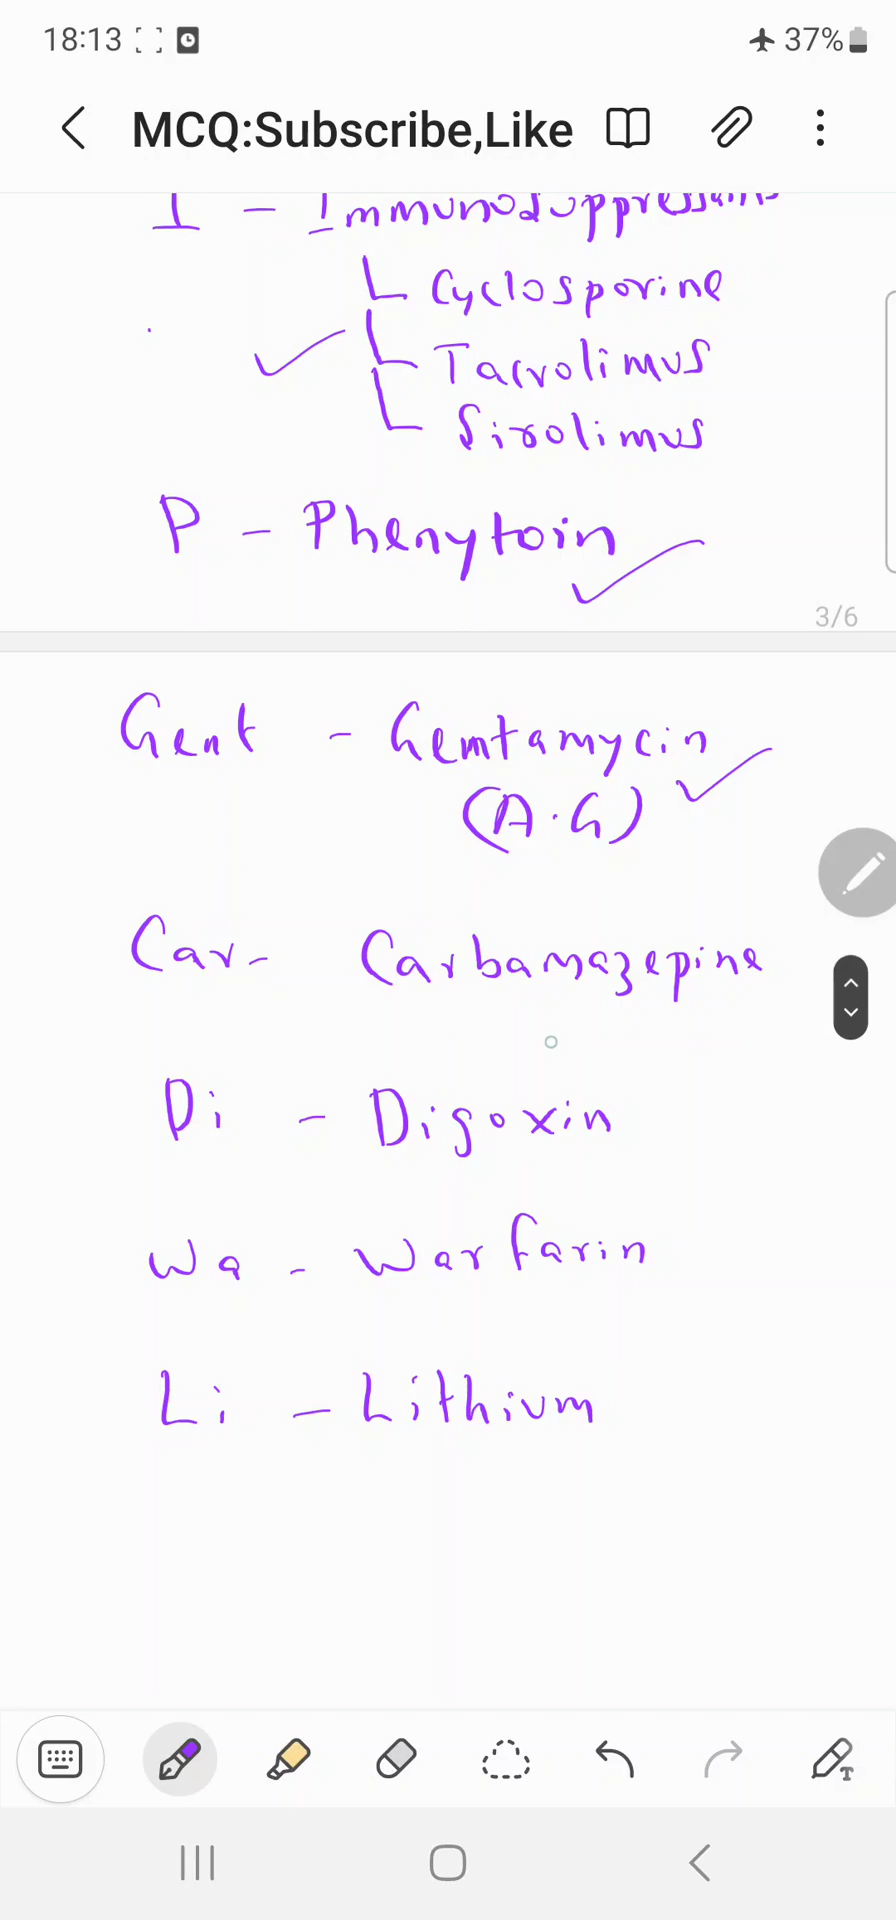 18:13 37%
MCQ:Subscribe,Like
I - Immunosuppressants
Cyclosporine
Tacrolimus
Sirolimus
P - Phenytoin
3/6
Gent - Gemtamycin
(A.G)
Car- Carbamazepine
Di - Digoxin
Wa - Warfarin
Li - Lithium
T